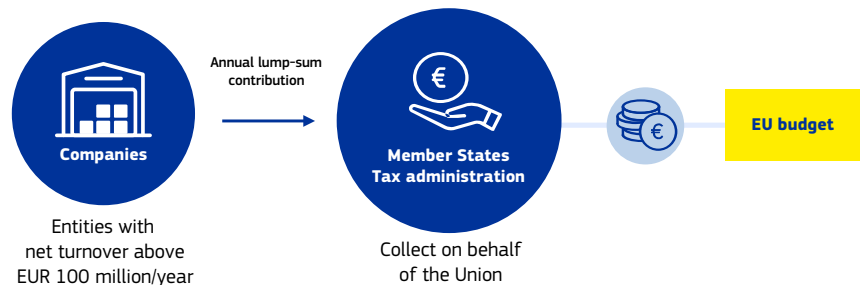 Companies
Entities with
net turnover above
EUR 100 million/year
Annual lump-sum
contribution
€
Member States
Tax administration
Collect on behalf
of the Union
€
EU budget